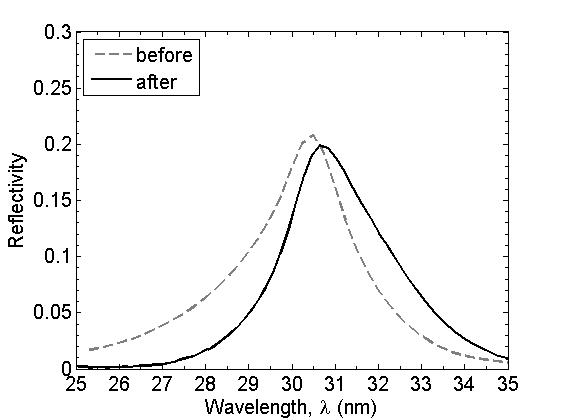 0.3
before
after
0.25
0.2
0.15
0.1
0.05
0
Reflectivity
25 26 27 28 29 30 31 32 33 34 35
Wavelength, λ (nm)